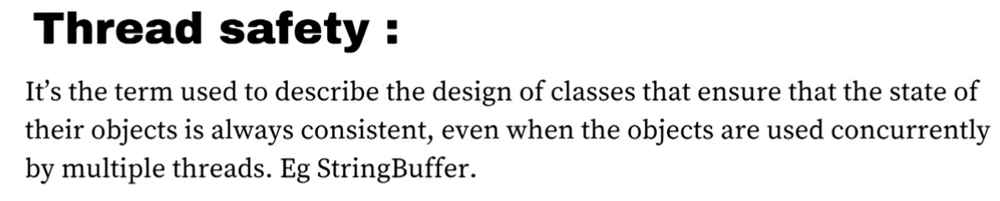 Thread safety :
It’s the term used to describe the design of classes that ensure that the state of
their objects is always consistent, even when the objects are used concurrently
by multiple threads. Eg StringBuffer.